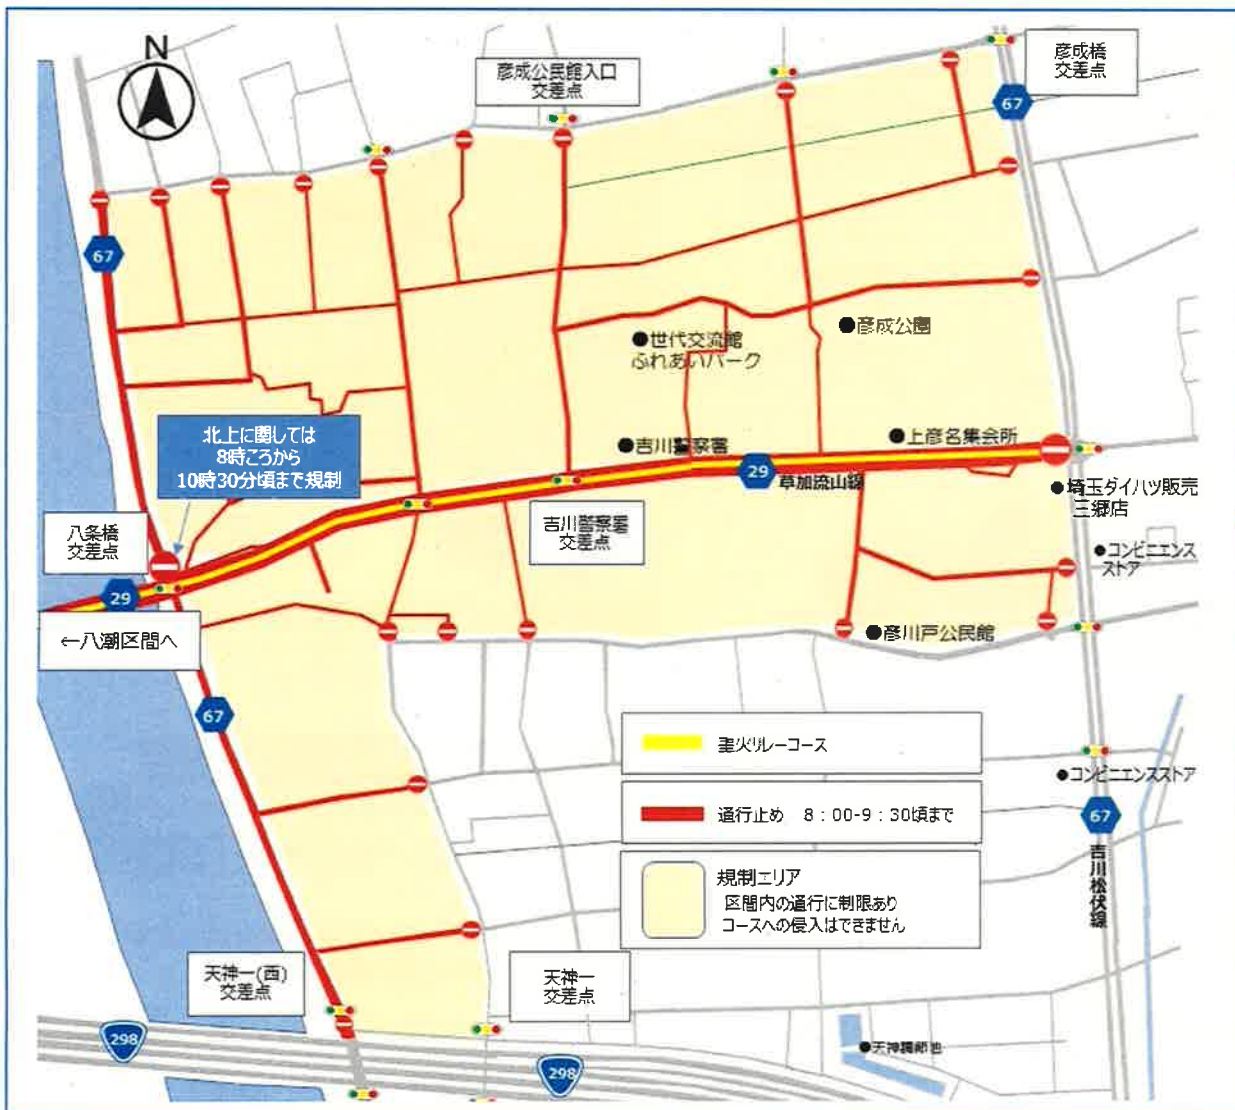 N
彦成公民館入口
交差点
彦成橋
交差点
67
67
●世代交流館
ふれあいパーク
●彦成公園
北上に関しては
8時ころから
10時30分頃まで規制
●吉川警察署
●上彦名集会所
29
草加流山線
●埼玉ダイハツ販売
三郷店
八条橋
交差点
吉川警察署
交差点
●コンビニエンス
ストア
29
←八潮区間へ
●彦川戸公民館
67
聖火リレーコース
●コンビニエンスストア
通行止め 8:00-9:30頃まで
67
吉川松伏線
規制エリア
区間内の通行に制限あり
コースへの侵入はできません
天神一(西)
交差点
天神一
交差点
298
298
●天神調節池